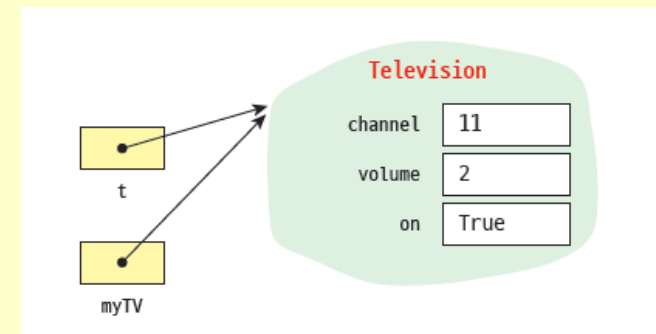 Television
channel 11
volume 2
on True
t
myTV